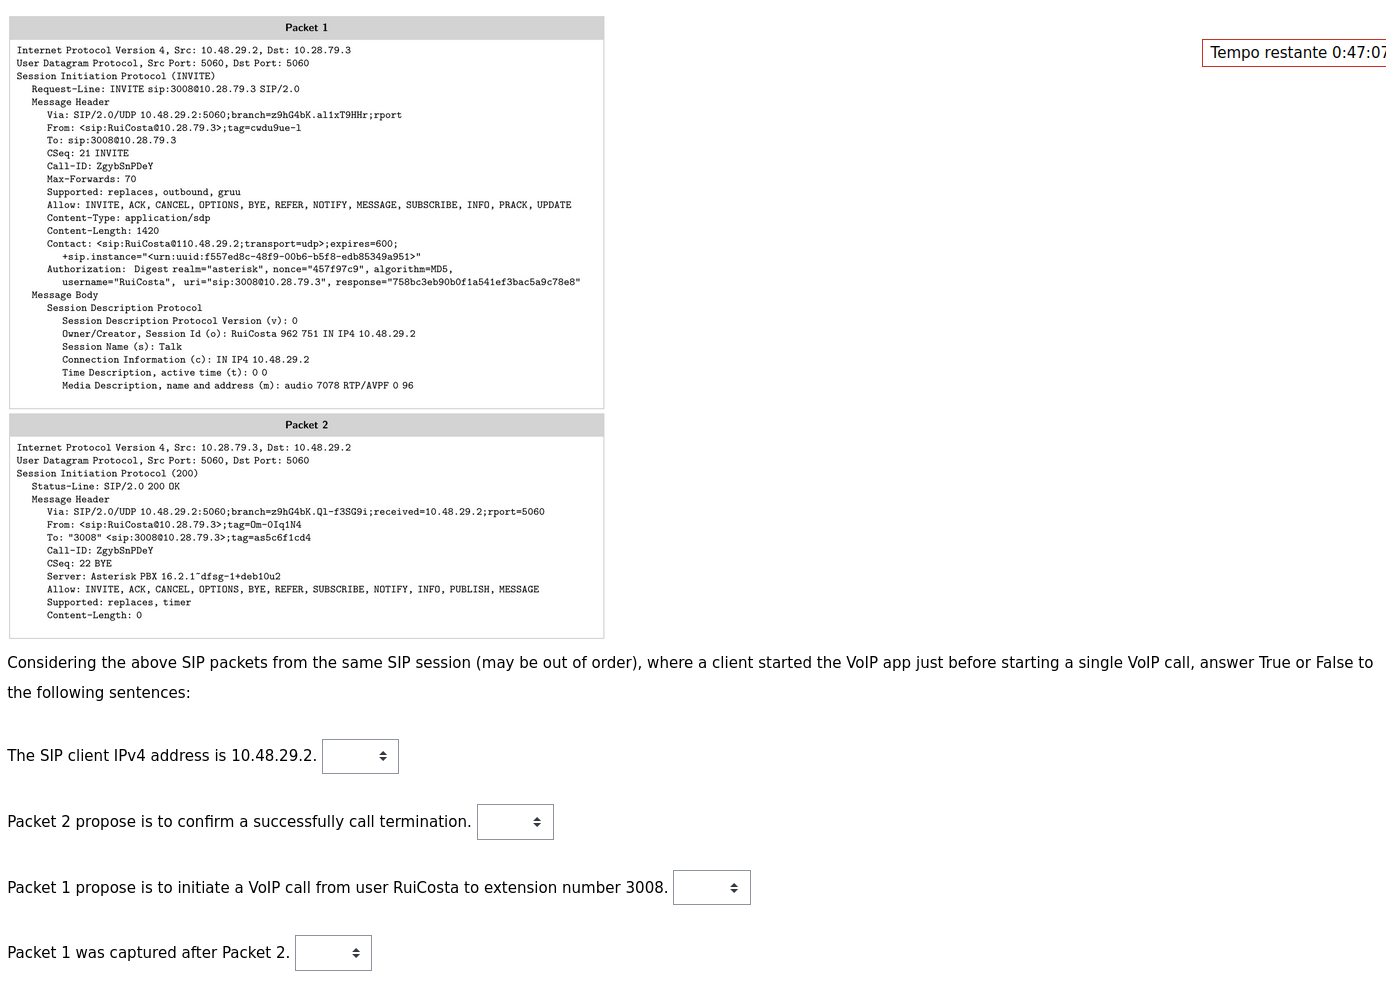 Packet 1
Internet Protocol Version 4, Src: 10.48.29.2, Dst: 10.28.79.3
User Datagram Protocol, Src Port: 5060, Dst Port: 5060
Session Initiation Protocol (INVITE)
Request-Line: INVITE sip:3008@10.28.79.3 SIP/2.0
Message Header
Via: SIP/2.0/UDP 10.48.29.2:5060;branch=z9hG4bK.al1xT9HHr;rport
From: <sip:RuiCosta@10.28.79.3>;tag=cwdu9ue-l
To: sip:3008@10.28.79.3
CSeq: 21 INVITE
Call-ID: ZgybSnPDeY
Max-Forwards: 70
Supported: replaces, outbound, gruu
Allow: INVITE, ACK, CANCEL, OPTIONS, BYE, REFER, NOTIFY, MESSAGE, SUBSCRIBE, INFO, PRACK, UPDATE
Content-Type: application/sdp
Content-Length: 1420
Contact: <sip:RuiCosta@110.48.29.2;transport=udp>;expires=600;
+sip.instance="<urn:uuid:f557ed8c-48f9-00b6-b5f8-edb85349a951>"
Authorization: Digest realm="asterisk", nonce="457f97c9", algorithm=MD5,
username="RuiCosta", uri="sip:3008@10.28.79.3", response="758bc3eb90b0f1a541ef3bac5a9c78e8"
Message Body
Session Description Protocol
Session Description Protocol Version (v): 0
Owner/Creator, Session Id (o): RuiCosta 962 751 IN IP4 10.48.29.2
Session Name (s): Talk
Connection Information (c): IN IP4 10.48.29.2
Time Description, active time (t): 0 0
Media Description, name and address (m): audio 7078 RTP/AVPF 0 96
Tempo restante 0:47:07
Packet 2
Internet Protocol Version 4, Src: 10.28.79.3, Dst: 10.48.29.2
User Datagram Protocol, Src Port: 5060, Dst Port: 5060
Session Initiation Protocol (200)
Status-Line: SIP/2.0 200 OK
Message Header
Via: SIP/2.0/UDP 10.48.29.2:5060;branch=z9hG4bK.Ql-f3SG9i;received=10.48.29.2;rport=5060
From: <sip:RuiCosta@10.28.79.3>;tag=Om-0Iq1N4
To: "3008" <sip:3008@10.28.79.3>;tag=as5c6f1cd4
Call-ID: ZgybSnPDeY
CSeq: 22 BYE
Server: Asterisk PBX 16.2.1~dfsg-1+deb10u2
Allow: INVITE, ACK, CANCEL, OPTIONS, BYE, REFER, SUBSCRIBE, NOTIFY, INFO, PUBLISH, MESSAGE
Supported: replaces, timer
Content-Length: 0
Considering the above SIP packets from the same SIP session (may be out of order), where a client started the VoIP app just before starting a single VoIP call, answer True or False to
the following sentences:
The SIP client IPv4 address is 10.48.29.2.
Packet 2 propose is to confirm a successfully call termination.
Packet 1 propose is to initiate a VoIP call from user RuiCosta to extension number 3008.
Packet 1 was captured after Packet 2.